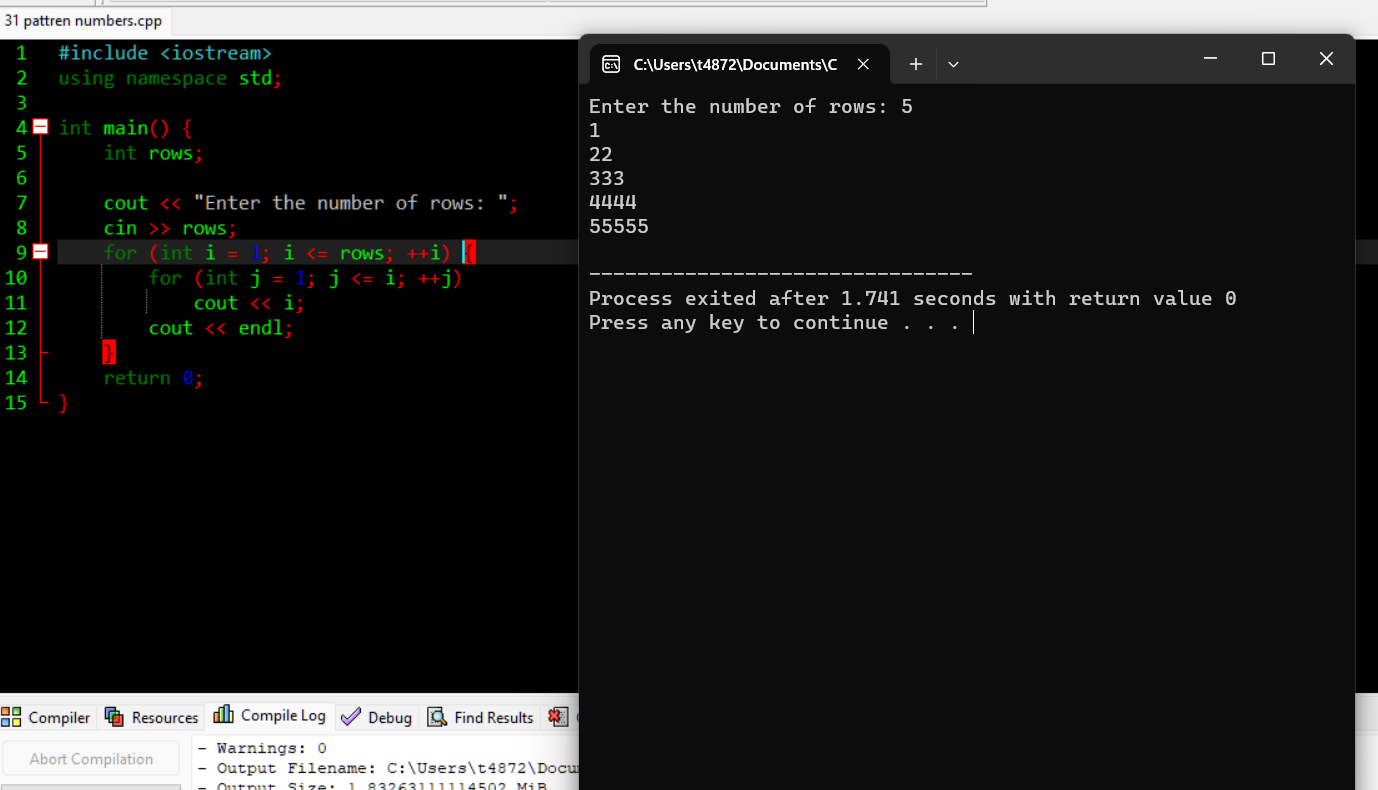 31 pattren numbers.cpp
1 #include <iostream>
2 using namespace std;
3
4 int main() {
5 int rows;
6
7 cout << "Enter the number of rows: ";
8 cin >> rows;
9 for (int i = 1; i <= rows; ++i) {
10 for (int j = 1; j <= i; ++j)
11 cout << i;
12 cout << endl;
13 }
14 return 0;
15 }
C:\Users\t4872\Documents\C
Enter the number of rows: 5
1
22
333
4444
55555
--------------------------------
Process exited after 1.741 seconds with return value 0
Press any key to continue . . .
Compiler Resources Compile Log Debug Find Results
Abort Compilation
- Warnings: 0
- Output Filename: C:\Users\t4872\Docu
- Output Size: 1.83263111114502 MiB